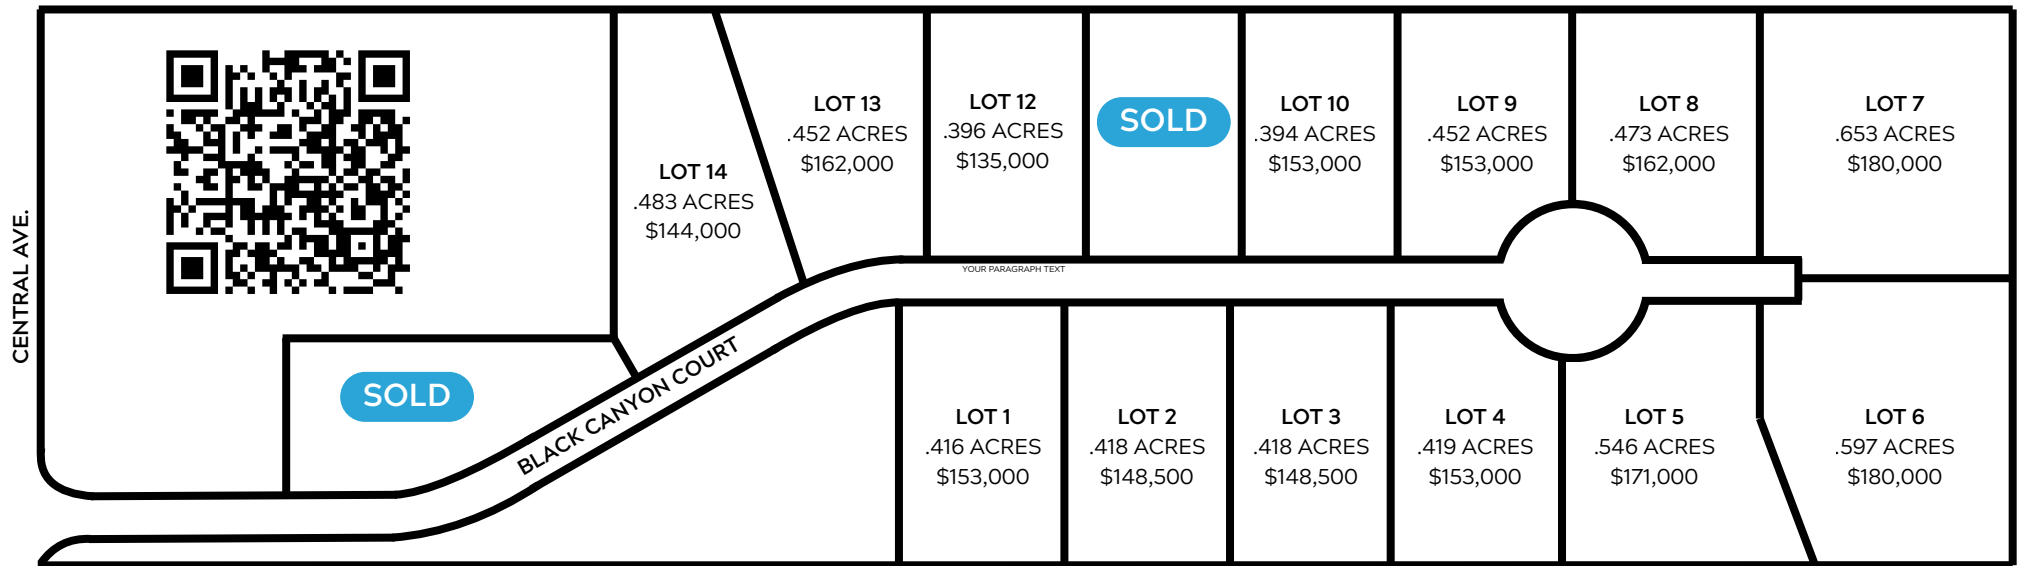 CENTRAL AVE.
SOLD
BLACK CANYON COURT
LOT 14
.483 ACRES
$144,000
LOT 13
.452 ACRES
$162,000
LOT 12
.396 ACRES
$135,000
SOLD
LOT 10
.394 ACRES
$153,000
LOT 9
.452 ACRES
$153,000
LOT 8
.473 ACRES
$162,000
LOT 7
.653 ACRES
$180,000
YOUR PARAGRAPH TEXT
LOT 1
.416 ACRES
$153,000
LOT 2
.418 ACRES
$148,500
LOT 3
.418 ACRES
$148,500
LOT 4
.419 ACRES
$153,000
LOT 5
.546 ACRES
$171,000
LOT 6
.597 ACRES
$180,000